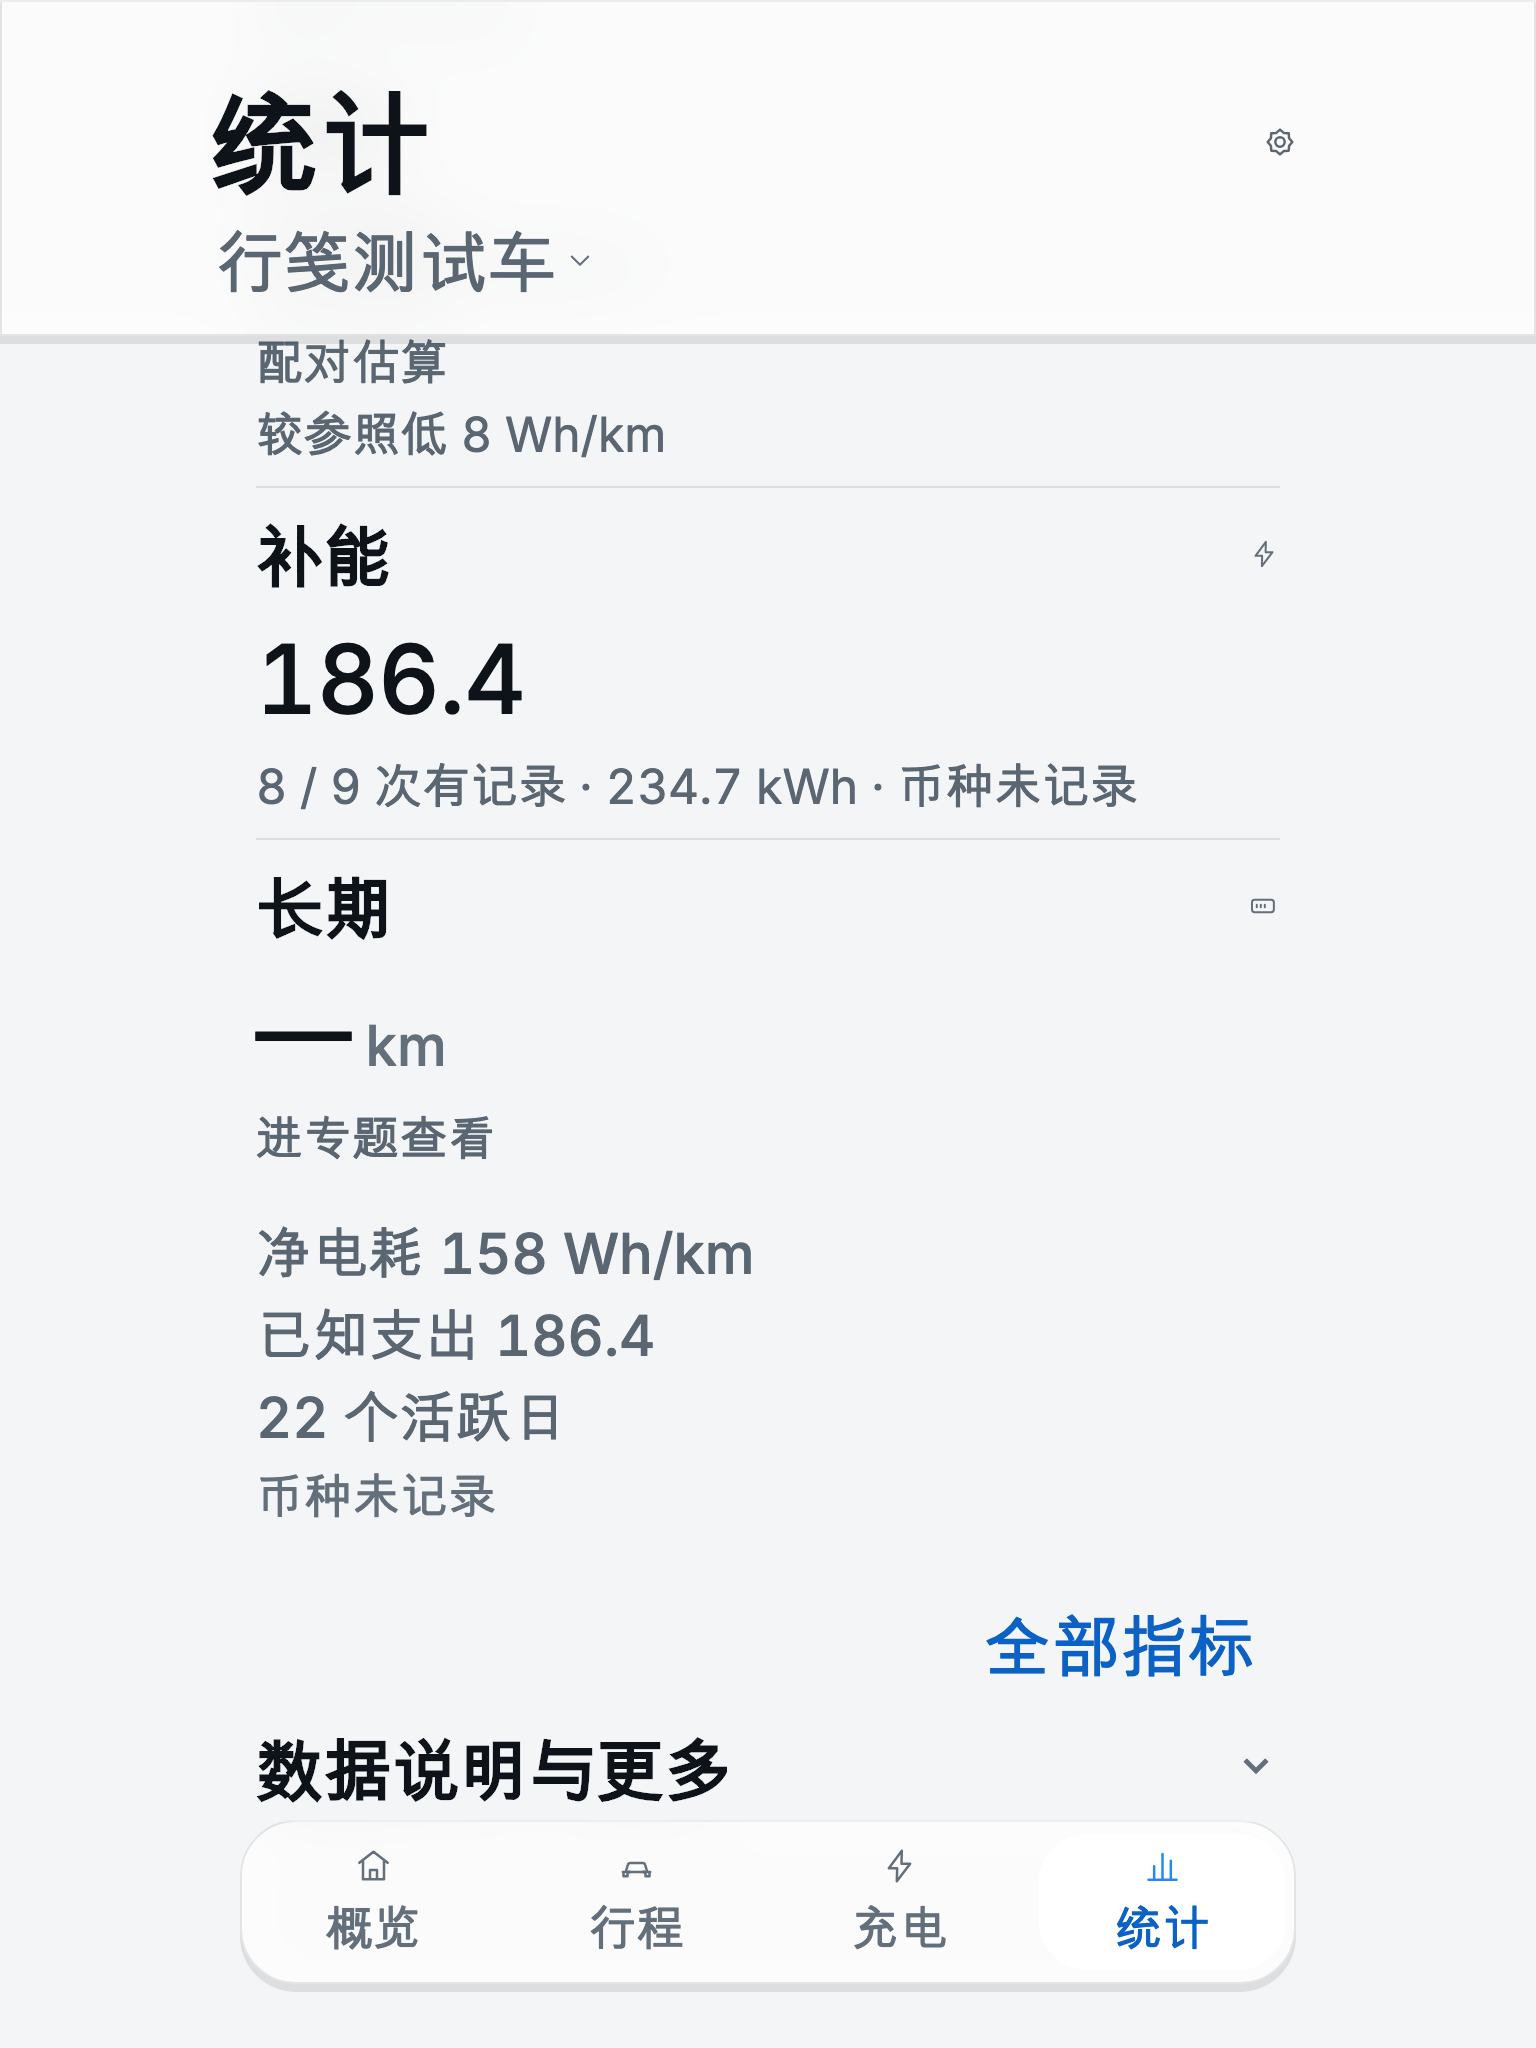 统计
行笺测试车
配对估算
较参照低 8 Wh/km
补能
186.4
8 / 9 次有记录 · 234.7 kWh · 币种未记录
长期
— km
进专题查看
净电耗 158 Wh/km
已知支出 186.4
22 个活跃日
币种未记录
全部指标
数据说明与更多
概览 行程 充电 统计